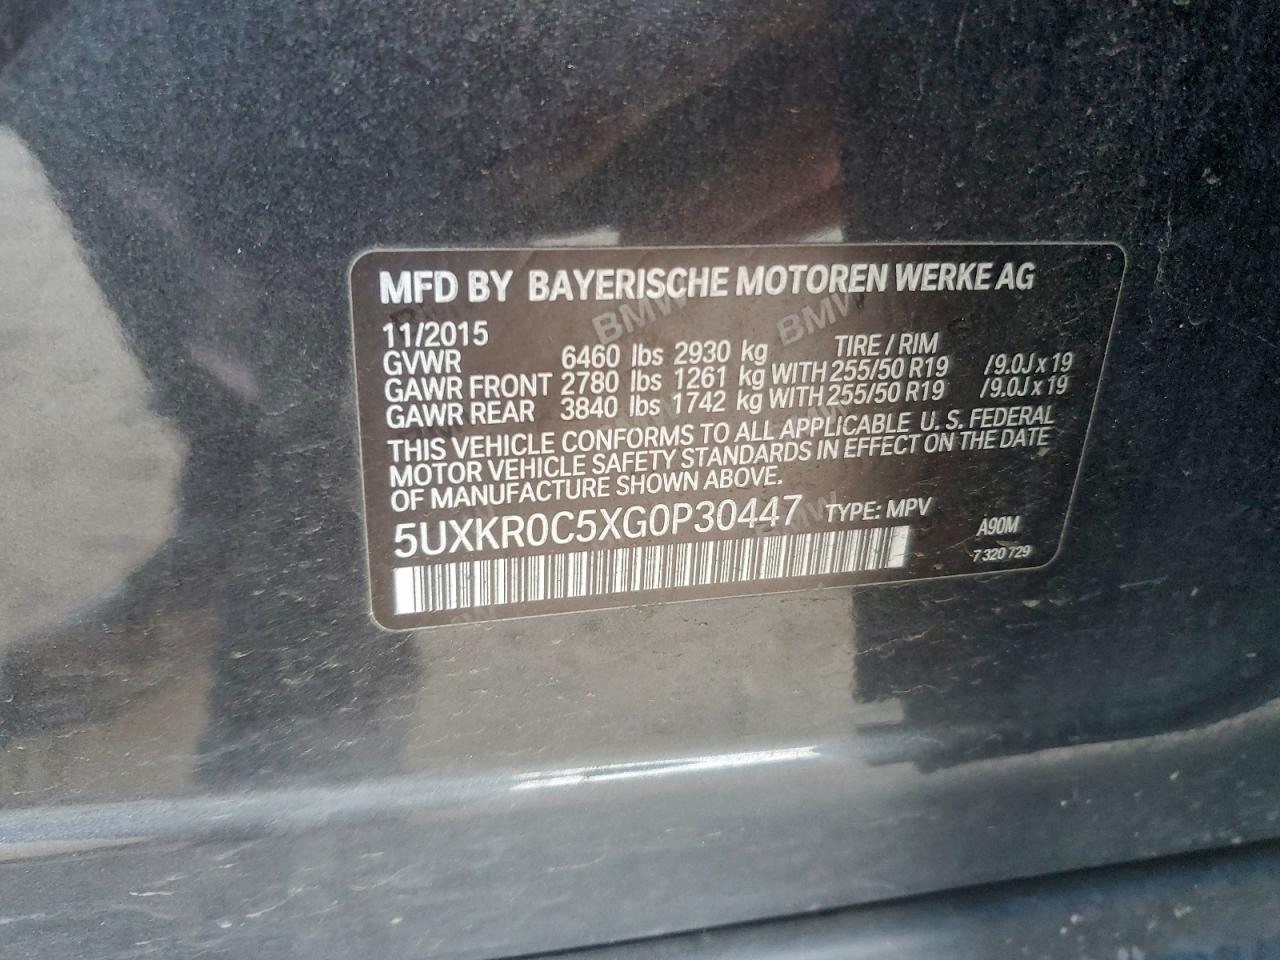 MFD BY BAYERISCHE MOTOREN WERKE AG
11/2015 TIRE / RIM
GVWR 6460 lbs 2930 kg
GAWR FRONT 2780 lbs 1261 kg WITH 255/50 R19 /9.0J x 19
GAWR REAR 3840 lbs 1742 kg WITH 255/50 R19 /9.0J x 19
THIS VEHICLE CONFORMS TO ALL APPLICABLE U.S. FEDERAL
MOTOR VEHICLE SAFETY STANDARDS IN EFFECT ON THE DATE
OF MANUFACTURE SHOWN ABOVE.
5UXKR0C5XG0P30447 TYPE: MPV
A90M
7 320 729
BMW BMW